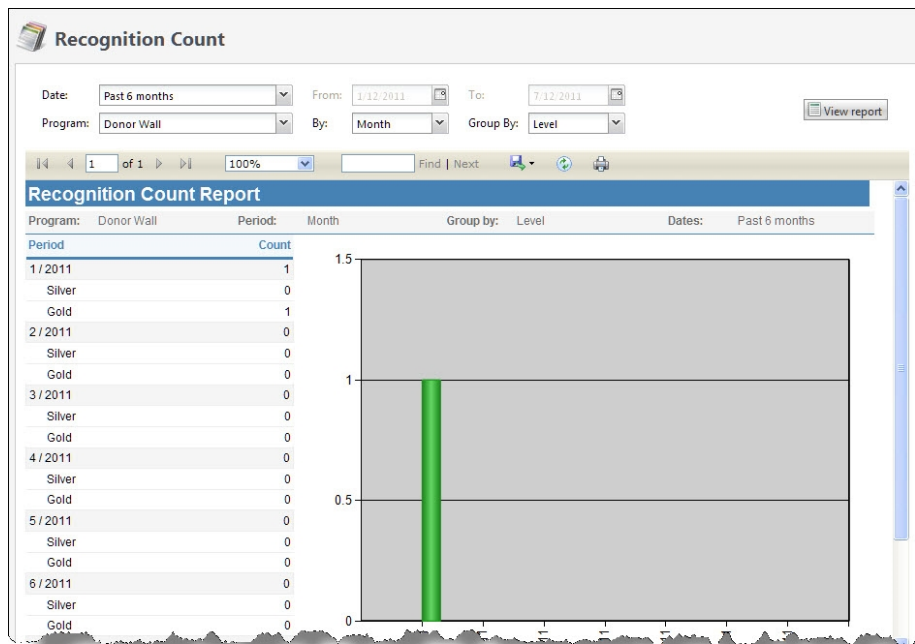 Recognition Count
Date: Past 6 months From: 1/12/2011 To: 7/12/2011
View report
Program: Donor Wall By: Month Group By: Level
1 of 1 100% Find | Next
Recognition Count Report
Program: Donor Wall Period: Month Group by: Level Dates: Past 6 months
Period Count
1 / 2011 1
Silver 0
Gold 1
2 / 2011 0
Silver 0
Gold 0
3 / 2011 0
Silver 0
Gold 0
4 / 2011 0
Silver 0
Gold 0
5 / 2011 0
Silver 0
Gold 0
6 / 2011 0
Silver 0
Gold 0
1.5
1
0.5
0